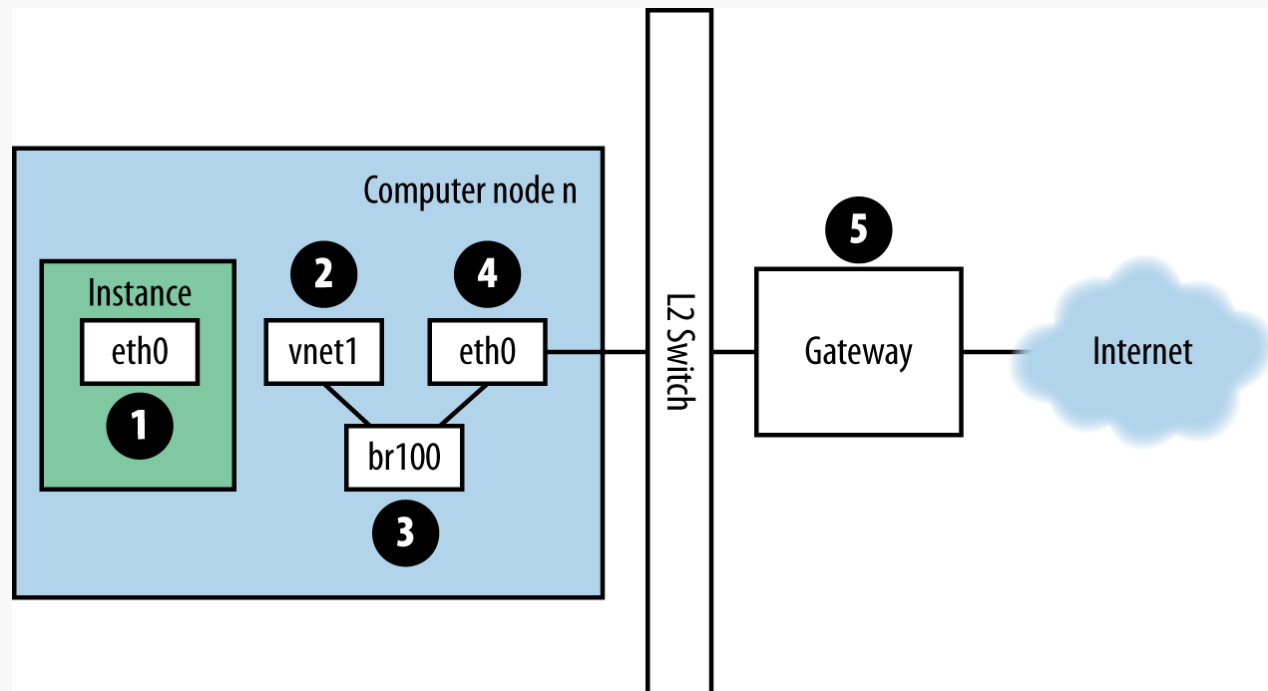 Computer node n
2
4
5
Instance
eth0
vnet1
eth0
L2 Switch
Gateway
Internet
1
br100
3